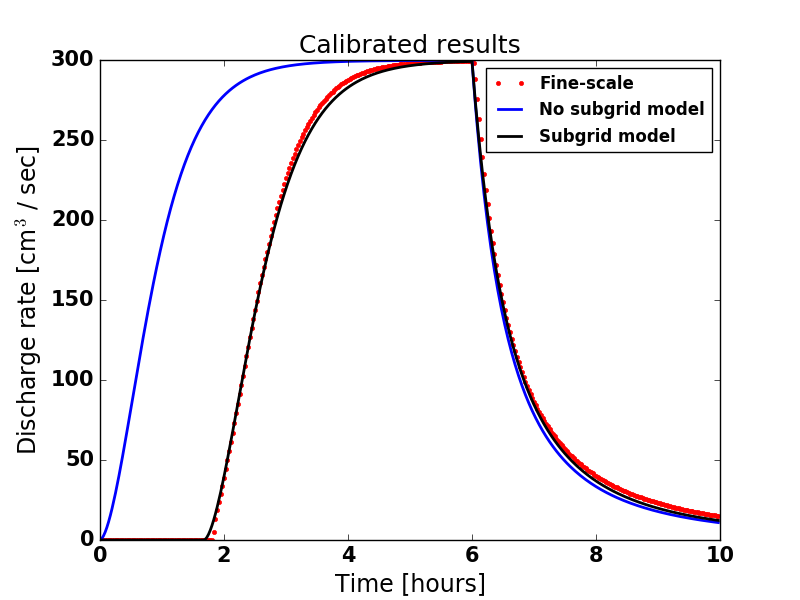 Calibrated results
300
250
200
150
100
50
0
Discharge rate [cm³ / sec]
Fine-scale
No subgrid model
Subgrid model
0 2 4 6 8 10
Time [hours]